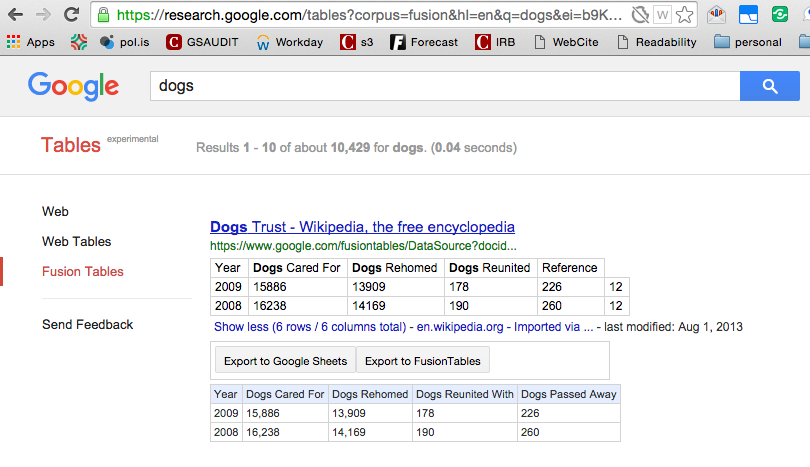 https://research.google.com/tables?corpus=fusion&hl=en&q=dogs&ei=b9K...
Apps pol.is GSAUDIT Workday s3 Forecast IRB WebCite Readability personal
Google dogs
Tables experimental Results 1 - 10 of about 10,429 for dogs. (0.04 seconds)
Web
Web Tables
Fusion Tables
Send Feedback
Dogs Trust - Wikipedia, the free encyclopedia
https://www.google.com/fusiontables/DataSource?docid...
Year Dogs Cared For Dogs Rehomed Dogs Reunited Reference
2009 15886 13909 178 226 12
2008 16238 14169 190 260 12
Show less (6 rows / 6 columns total) - en.wikipedia.org - Imported via ... - last modified: Aug 1, 2013
Export to Google Sheets Export to FusionTables
Year Dogs Cared For Dogs Rehomed Dogs Reunited With Dogs Passed Away
2009 15,886 13,909 178 226
2008 16,238 14,169 190 260